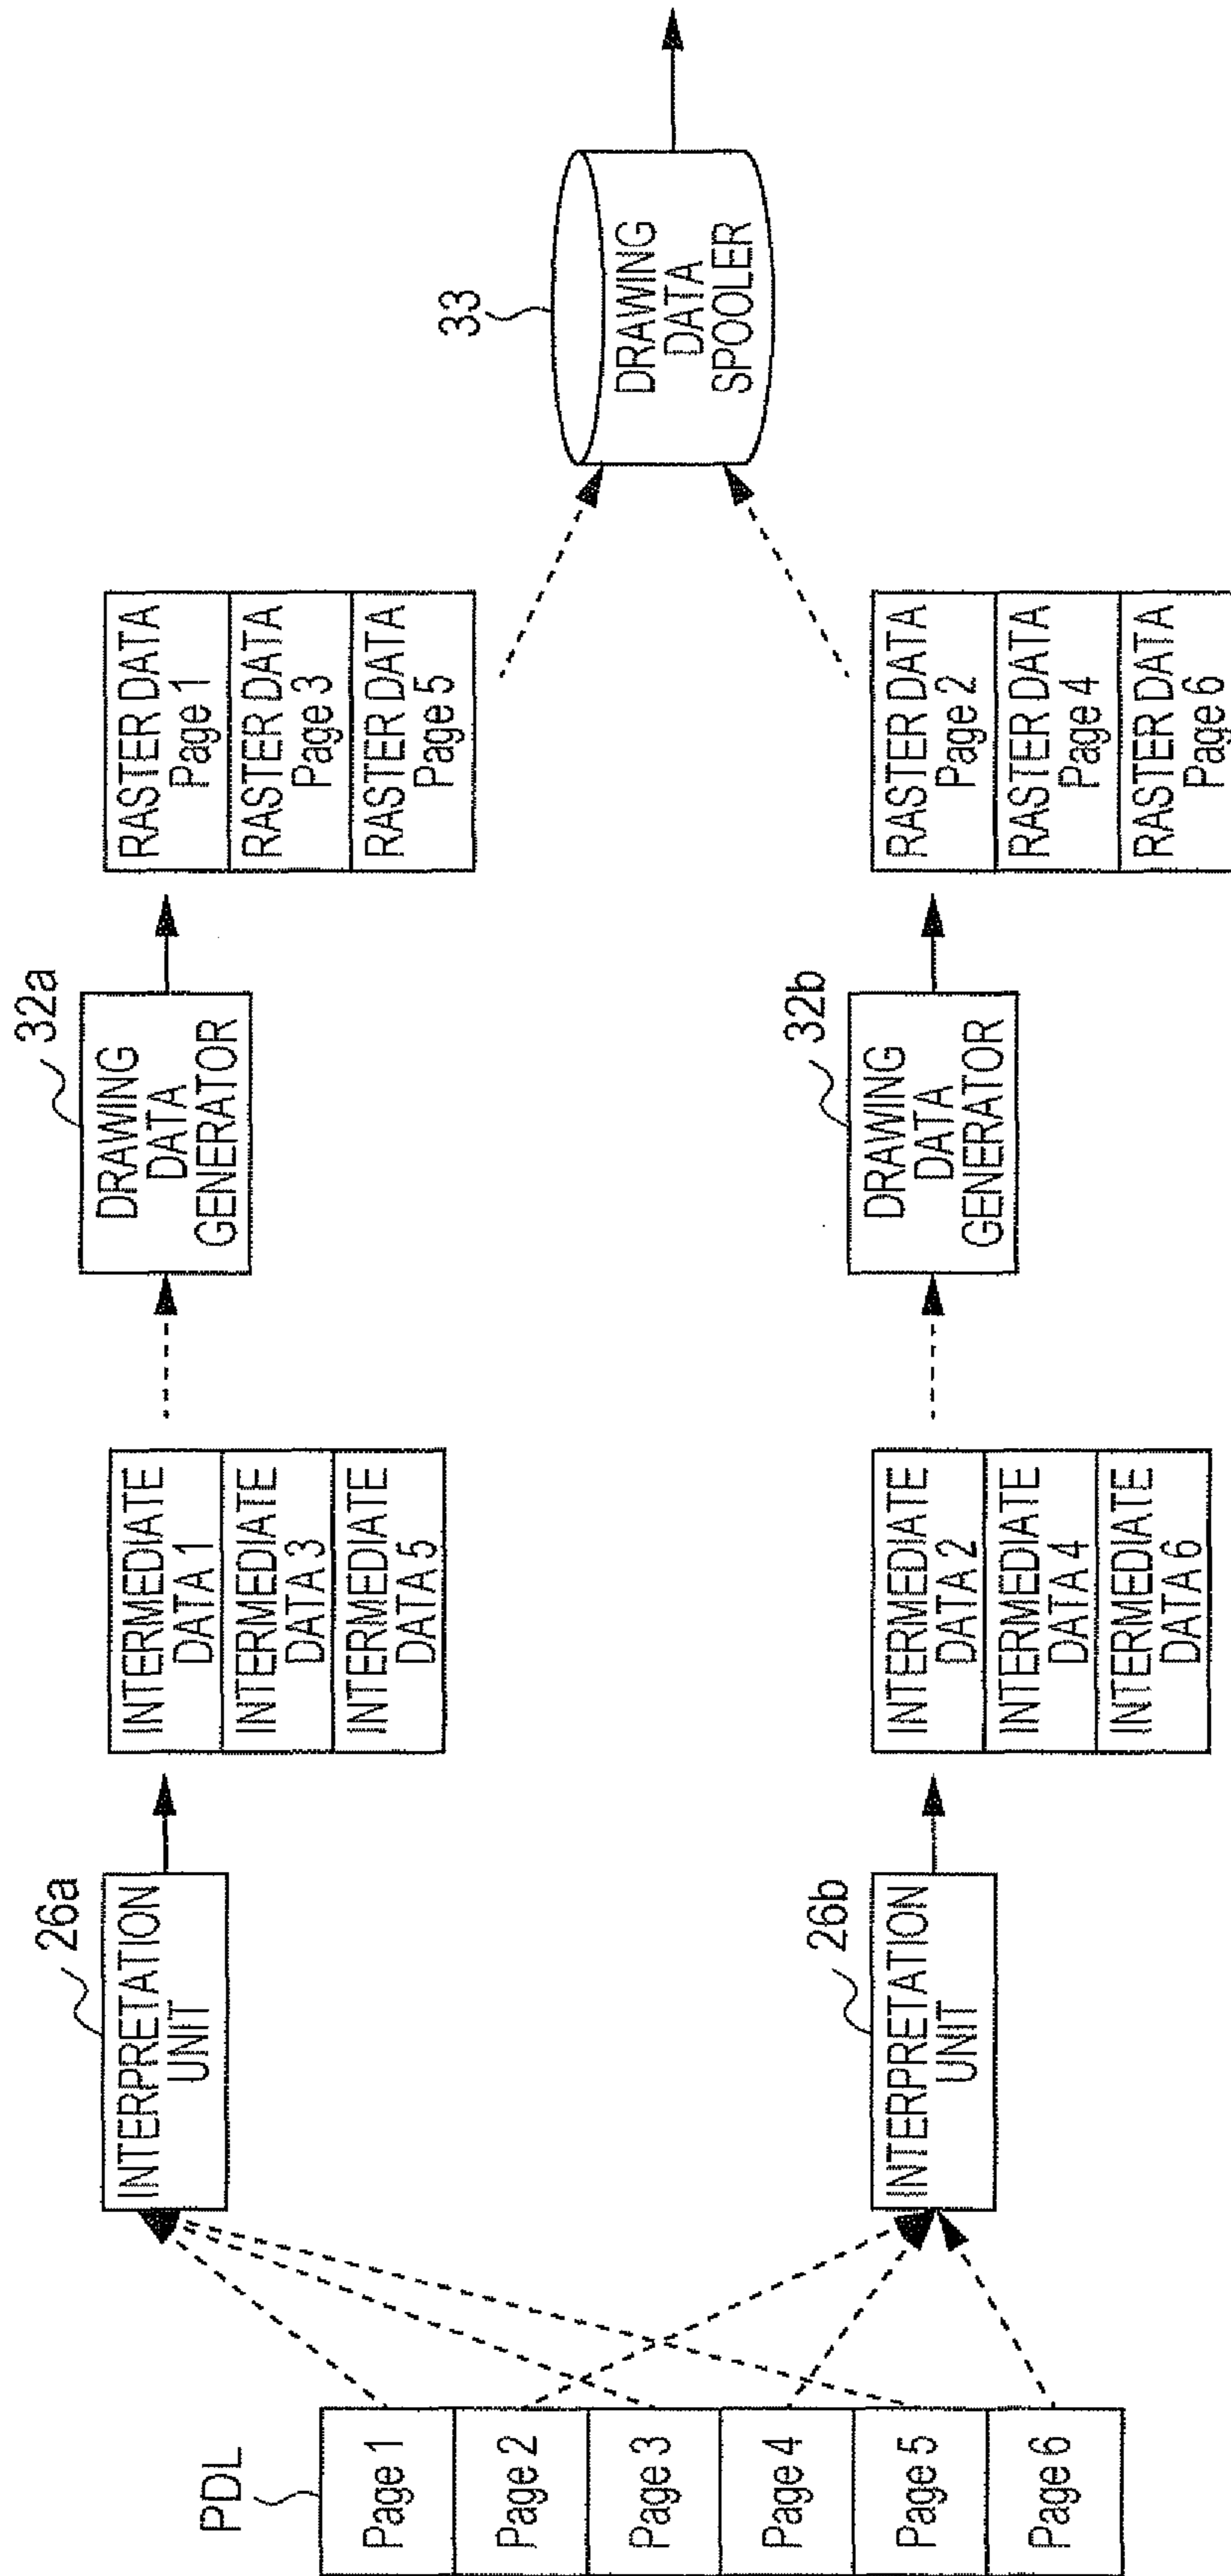 PDL
Page 1
Page 2
Page 3
Page 4
Page 5
Page 6
26a
INTERPRETATION
UNIT
INTERMEDIATE
DATA 1
INTERMEDIATE
DATA 3
INTERMEDIATE
DATA 5
32a
DRAWING
DATA
GENERATOR
RASTER DATA
Page 1
RASTER DATA
Page 3
RASTER DATA
Page 5
26b
INTERPRETATION
UNIT
INTERMEDIATE
DATA 2
INTERMEDIATE
DATA 4
INTERMEDIATE
DATA 6
32b
DRAWING
DATA
GENERATOR
RASTER DATA
Page 2
RASTER DATA
Page 4
RASTER DATA
Page 6
33
DRAWING
DATA
SPOOLER